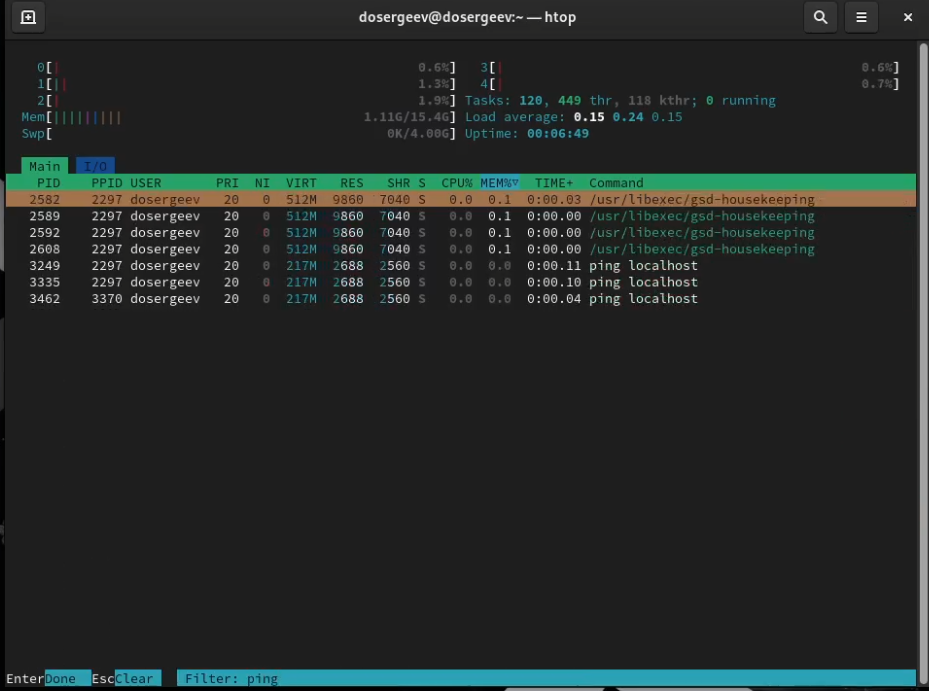 dosergeev@dosergeev:~ — htop
0[| 0.6%] 3[| 0.6%]
1[|| 1.3%] 4[| 0.7%]
2[| 1.9%] Tasks: 120, 449 thr, 118 kthr; 0 running
Mem[||||||||| 1.11G/15.4G] Load average: 0.15 0.24 0.15
Swp[ 0K/4.00G] Uptime: 00:06:49
Main I/O
PID PPID USER PRI NI VIRT RES SHR S CPU% MEM%▽ TIME+ Command
2582 2297 dosergeev 20 0 512M 9860 7040 S 0.0 0.1 0:00.03 /usr/libexec/gsd-housekeeping
2589 2297 dosergeev 20 0 512M 9860 7040 S 0.0 0.1 0:00.00 /usr/libexec/gsd-housekeeping
2592 2297 dosergeev 20 0 512M 9860 7040 S 0.0 0.1 0:00.00 /usr/libexec/gsd-housekeeping
2608 2297 dosergeev 20 0 512M 9860 7040 S 0.0 0.1 0:00.00 /usr/libexec/gsd-housekeeping
3249 2297 dosergeev 20 0 217M 2688 2560 S 0.0 0.0 0:00.11 ping localhost
3335 2297 dosergeev 20 0 217M 2688 2560 S 0.0 0.0 0:00.10 ping localhost
3462 3370 dosergeev 20 0 217M 2688 2560 S 0.0 0.0 0:00.04 ping localhost
EnterDone EscClear Filter: ping